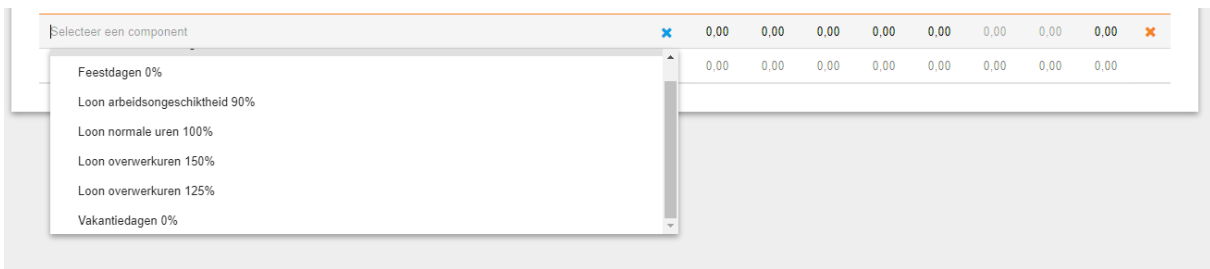 Selecteer een component 0,00 0,00 0,00 0,00 0,00 0,00 0,00 0,00
0,00 0,00 0,00 0,00 0,00 0,00 0,00 0,00
Feestdagen 0%
Loon arbeidsongeschiktheid 90%
Loon normale uren 100%
Loon overwerkuren 150%
Loon overwerkuren 125%
Vakantiedagen 0%